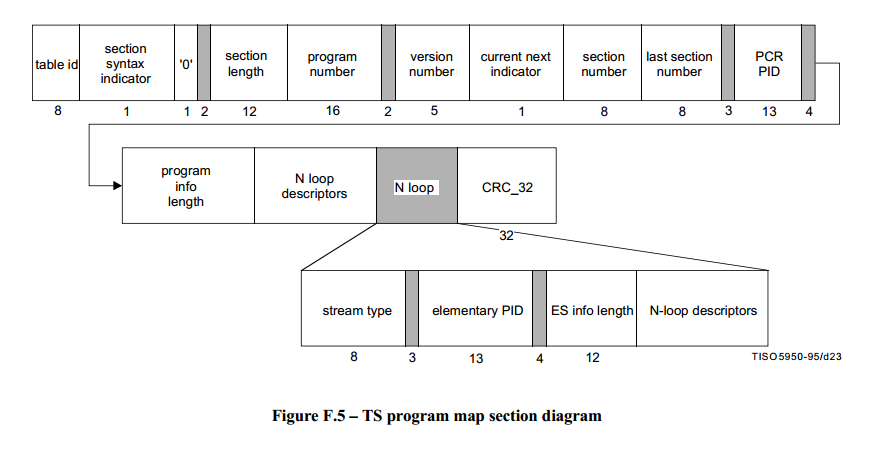 table id
section
syntax
indicator
'0'
section
length
program
number
version
number
current next
indicator
section
number
last section
number
PCR
PID
8
1
1
2
12
16
2
5
1
8
8
3
13
4
program
info
length
N loop
descriptors
N loop
CRC_32
32
stream type
elementary PID
ES info length
N-loop descriptors
8
3
13
4
12
TISO5950-95/d23
Figure F.5 – TS program map section diagram